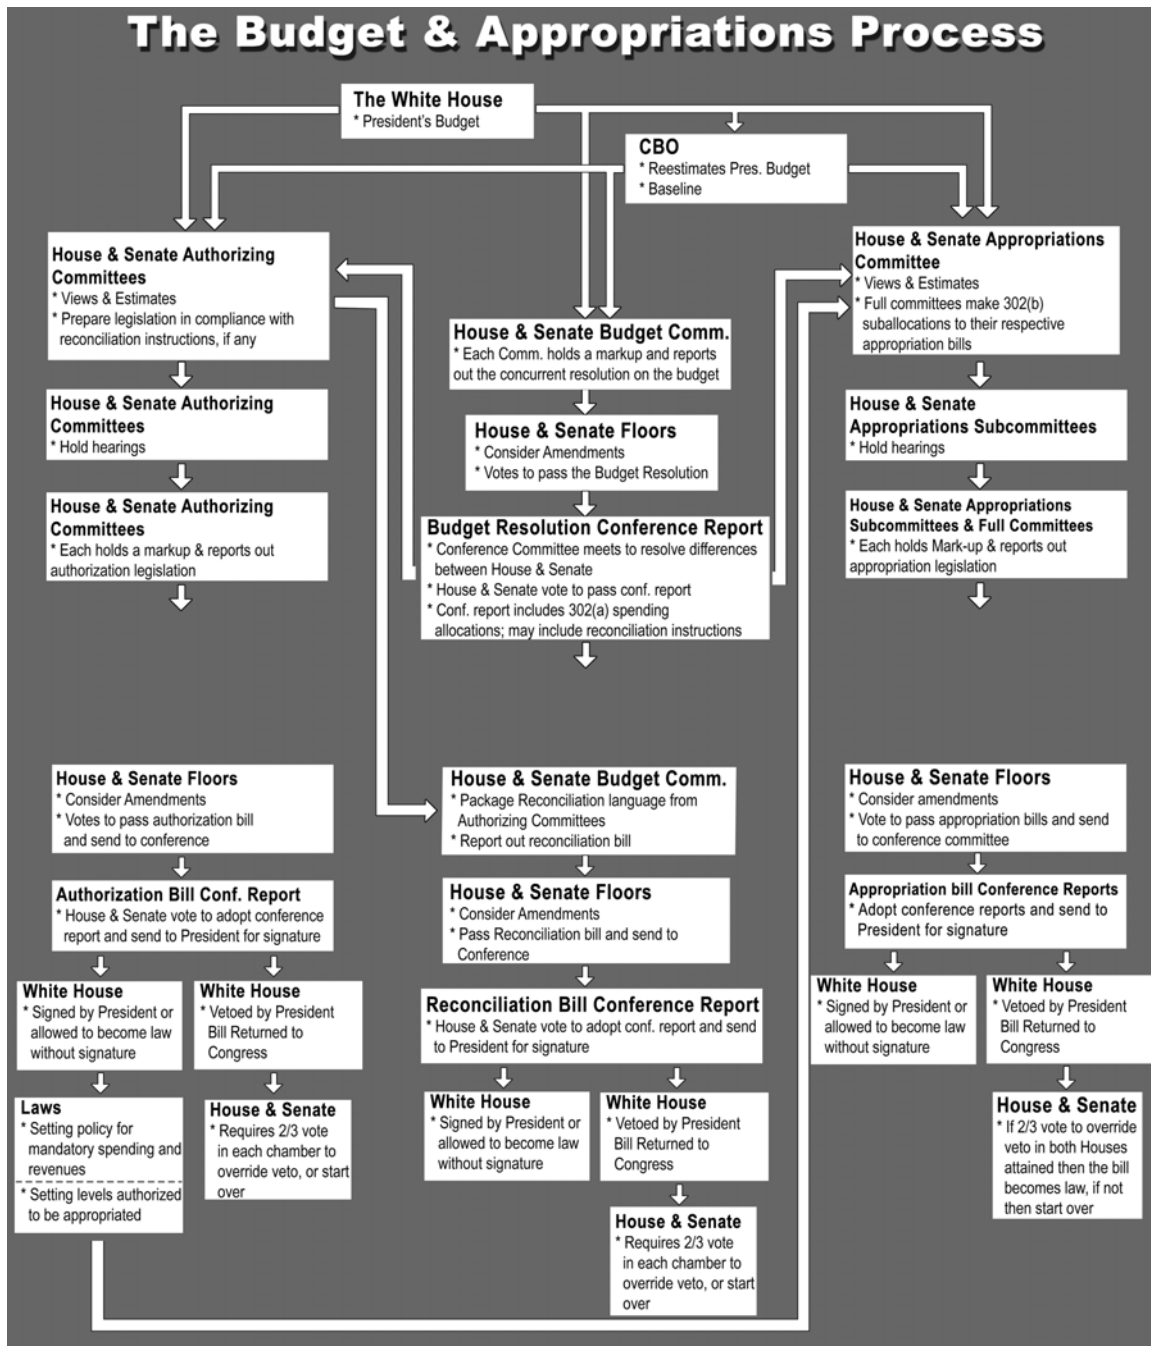 The Budget & Appropriations Process
The White House
* President's Budget
CBO
* Reestimates Pres. Budget
* Baseline
House & Senate Authorizing
Committees
* Views & Estimates
* Prepare legislation in compliance with
reconciliation instructions, if any
House & Senate Authorizing
Committees
* Hold hearings
House & Senate Authorizing
Committees
* Each holds a markup & reports out
authorization legislation
House & Senate Budget Comm.
* Each Comm. holds a markup and reports
out the concurrent resolution on the budget
House & Senate Floors
* Consider Amendments
* Votes to pass the Budget Resolution
Budget Resolution Conference Report
* Conference Committee meets to resolve differences
between House & Senate
* House & Senate vote to pass conf. report
* Conf. report includes 302(a) spending
allocations; may include reconciliation instructions
House & Senate Appropriations
Committee
* Views & Estimates
* Full committees make 302(b)
suballocations to their respective
appropriation bills
House & Senate
Appropriations Subcommittees
* Hold hearings
House & Senate Appropriations
Subcommittees & Full Committees
* Each holds Mark-up & reports out
appropriation legislation
House & Senate Floors
* Consider Amendments
* Votes to pass authorization bill
and send to conference
Authorization Bill Conf. Report
* House & Senate vote to adopt conference
report and send to President for signature
White House
* Signed by President or
allowed to become law
without signature
White House
* Vetoed by President
Bill Returned to
Congress
Laws
* Setting policy for
mandatory spending and
revenues
* Setting levels authorized
to be appropriated
House & Senate
* Requires 2/3 vote
in each chamber to
override veto, or start
over
House & Senate Budget Comm.
* Package Reconciliation language from
Authorizing Committees
* Report out reconciliation bill
House & Senate Floors
* Consider Amendments
* Pass Reconciliation bill and send to
Conference
Reconciliation Bill Conference Report
* House & Senate vote to adopt conf. report and send
to President for signature
White House
* Signed by President or
allowed to become law
without signature
White House
* Vetoed by President
Bill Returned to
Congress
House & Senate
* Requires 2/3 vote
in each chamber to
override veto, or start
over
House & Senate Floors
* Consider amendments
* Vote to pass appropriation bills and send
to conference committee
Appropriation bill Conference Reports
* Adopt conference reports and send to
President for signature
White House
* Signed by President or
allowed to become law
without signature
White House
* Vetoed by President
Bill Returned to
Congress
House & Senate
* If 2/3 vote to override
veto in both Houses
attained then the bill
becomes law, if not
then start over